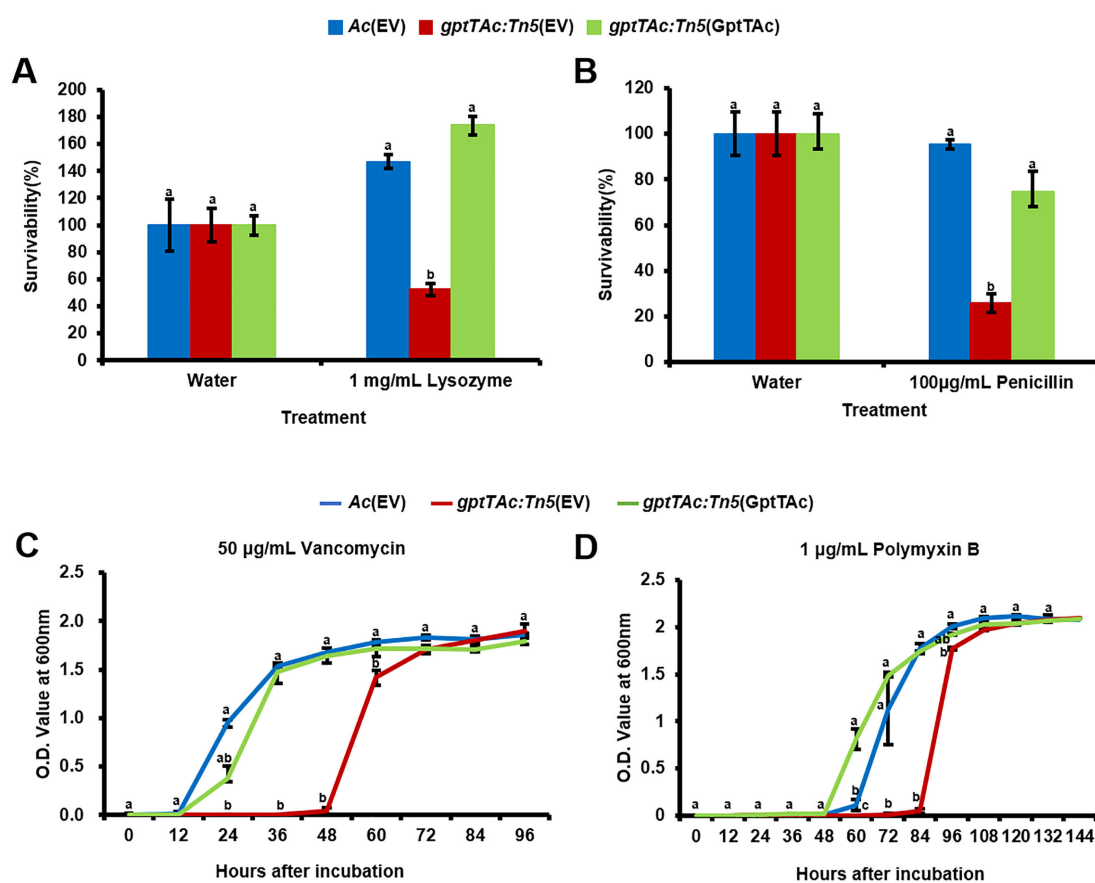 Ac(EV) gptTAc:Tn5(EV) gptTAc:Tn5(GptTAc)
A
Survivability(%)
200
180
160
140
120
100
80
60
40
20
0
a a a
a b a
Water 1 mg/mL Lysozyme
Treatment
B
Survivability(%)
120
100
80
60
40
20
0
a a a
a b a
Water 100µg/mL Penicillin
Treatment
Ac(EV) gptTAc:Tn5(EV) gptTAc:Tn5(GptTAc)
C
50 µg/mL Vancomycin
O.D. Value at 600nm
2.5
2.0
1.5
1.0
0.5
0.0
a a a ab b a b a b a b a a a
0 12 24 36 48 60 72 84 96
Hours after incubation
D
1 µg/mL Polymyxin B
O.D. Value at 600nm
2.5
2
1.5
1
0.5
0
a a a a a a b c a a b a b a ab b a a a
0 12 24 36 48 60 72 84 96 108 120 132 144
Hours after incubation